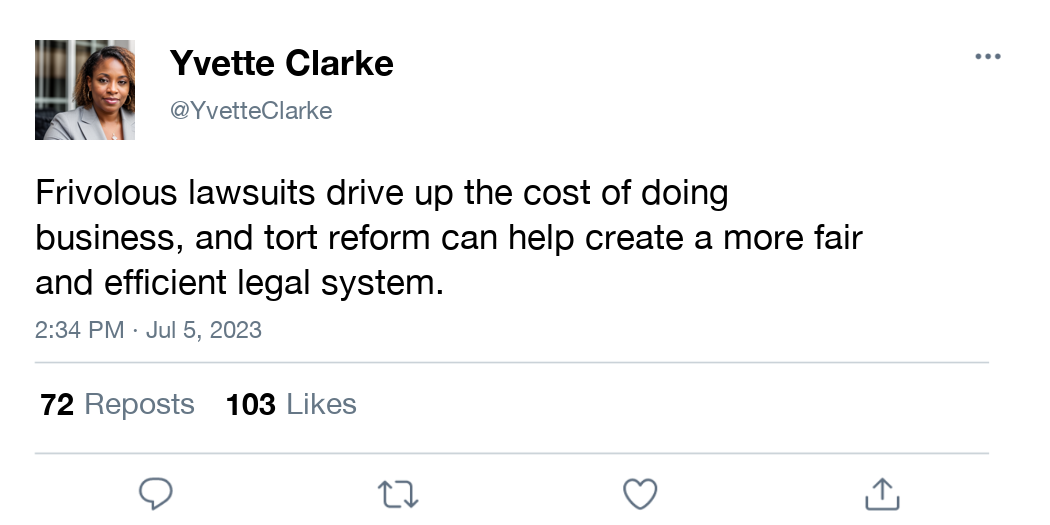 Yvette Clarke
@YvetteClarke
Frivolous lawsuits drive up the cost of doing
business, and tort reform can help create a more fair
and efficient legal system.
2:34 PM · Jul 5, 2023
72 Reposts 103 Likes